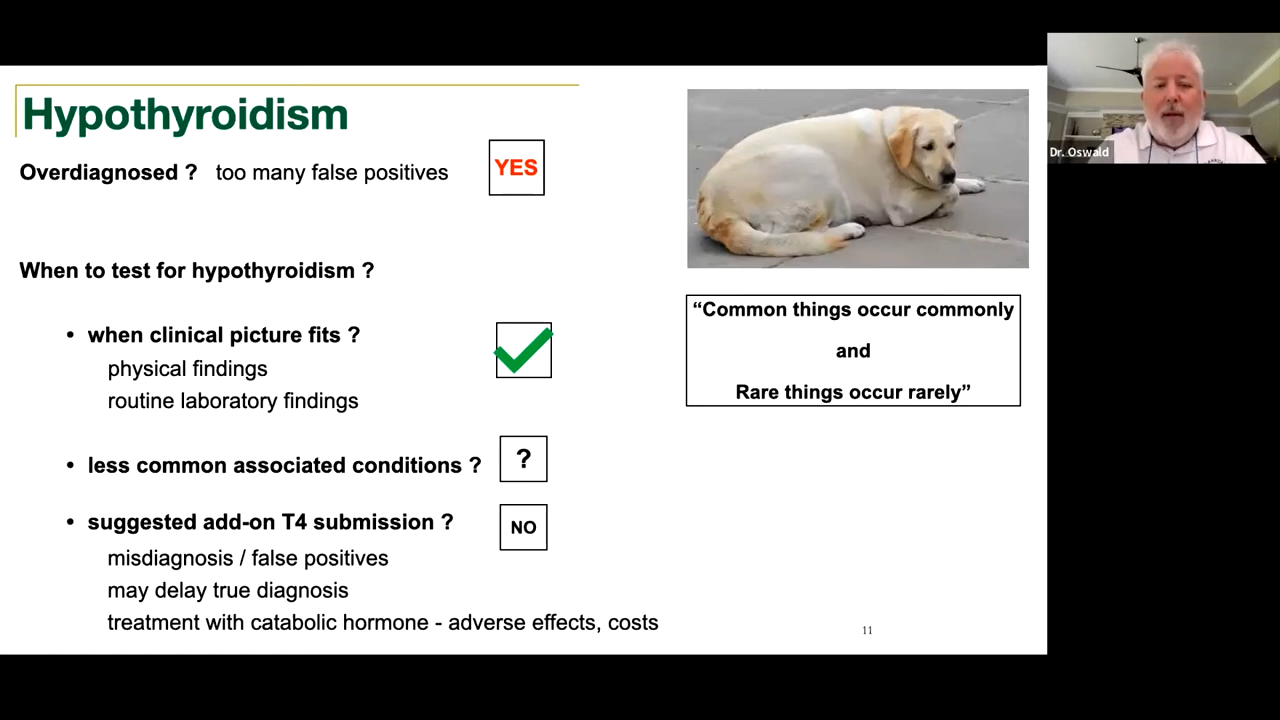 Hypothyroidism
Overdiagnosed ? too many false positives
YES
When to test for hypothyroidism ?
• when clinical picture fits ?
physical findings
routine laboratory findings
• less common associated conditions ?
?
• suggested add-on T4 submission ?
NO
misdiagnosis / false positives
may delay true diagnosis
treatment with catabolic hormone - adverse effects, costs
“Common things occur commonly
and
Rare things occur rarely”
11
Dr. Oswald